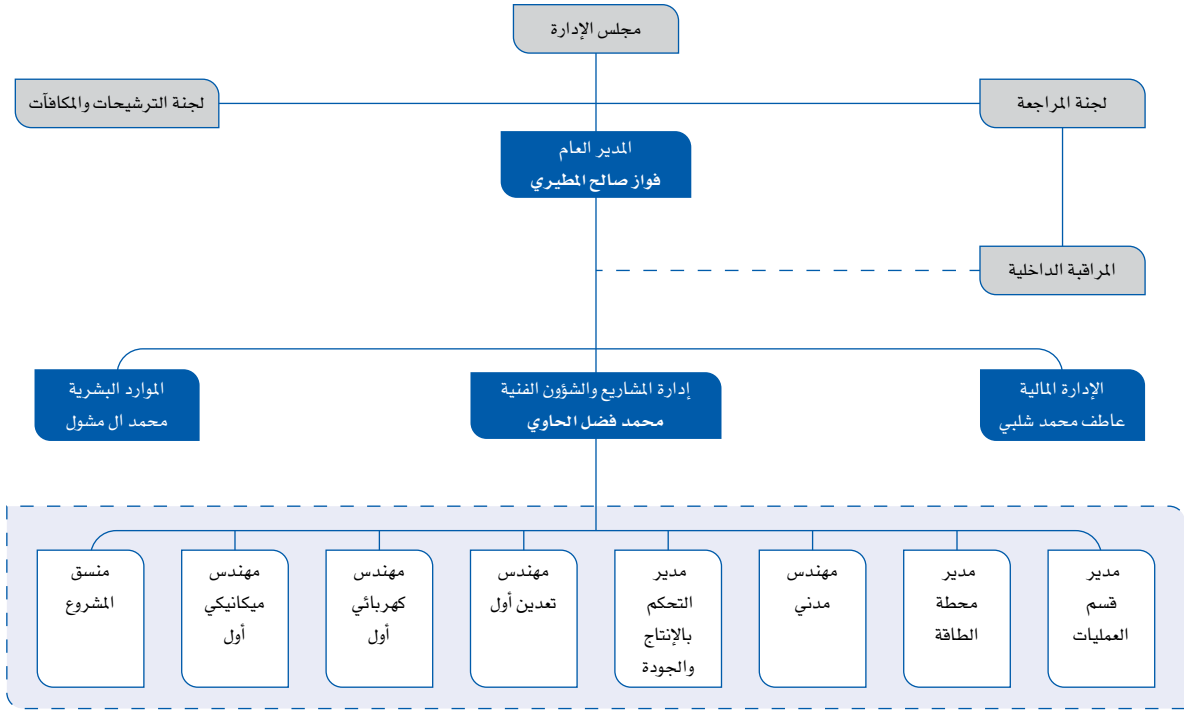 مجلس الإدارة
لجنة المراجعة
لجنة الترشيحات والمكافآت
المدير العام
فواز صالح المطيري
المراقبة الداخلية
الإدارة المالية
عاطف محمد شلبي
إدارة المشاريع والشؤون الفنية
محمد فضل الحاوي
الموارد البشرية
محمد ال مشول
مدير
قسم
العمليات
مدير
محطة
الطاقة
مهندس
مدني
مدير
التحكم
بالإنتاج
والجودة
مهندس
تعدين أول
مهندس
كهربائي
أول
مهندس
ميكانيكي
أول
منسق
المشروع